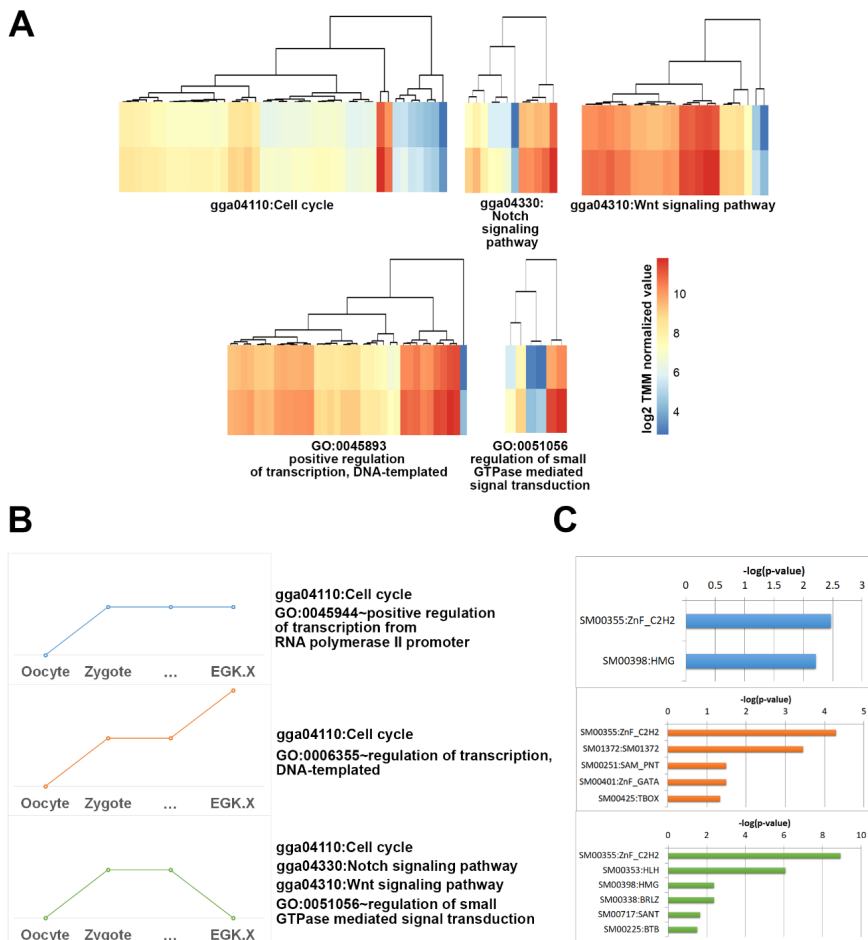 A
gga04110:Cell cycle
gga04330:
Notch
signaling
pathway
gga04310:Wnt signaling pathway
GO:0045893
positive regulation
of transcription, DNA-templated
GO:0051056
regulation of small
GTPase mediated
signal transduction
log2 TMM normalized value
10
8
6
4
B
gga04110:Cell cycle
GO:0045944~positive regulation
of transcription from
RNA polymerase II promoter
Oocyte Zygote ... EGK.X
gga04110:Cell cycle
GO:0006355~regulation of transcription,
DNA-templated
Oocyte Zygote ... EGK.X
gga04110:Cell cycle
gga04330:Notch signaling pathway
gga04310:Wnt signaling pathway
GO:0051056~regulation of small
GTPase mediated signal transduction
Oocyte Zygote ... EGK.X
C
-log(p-value)
0 0.5 1 1.5 2 2.5 3
SM00355:ZnF_C2H2
SM00398:HMG
-log(p-value)
0 1 2 3 4 5
SM00355:ZnF_C2H2
SM01372:SM01372
SM00251:SAM_PNT
SM00401:ZnF_GATA
SM00425:TBOX
-log(p-value)
0 2 4 6 8 10
SM00355:ZnF_C2H2
SM00353:HLH
SM00398:HMG
SM00338:BRLZ
SM00717:SANT
SM00225:BTB